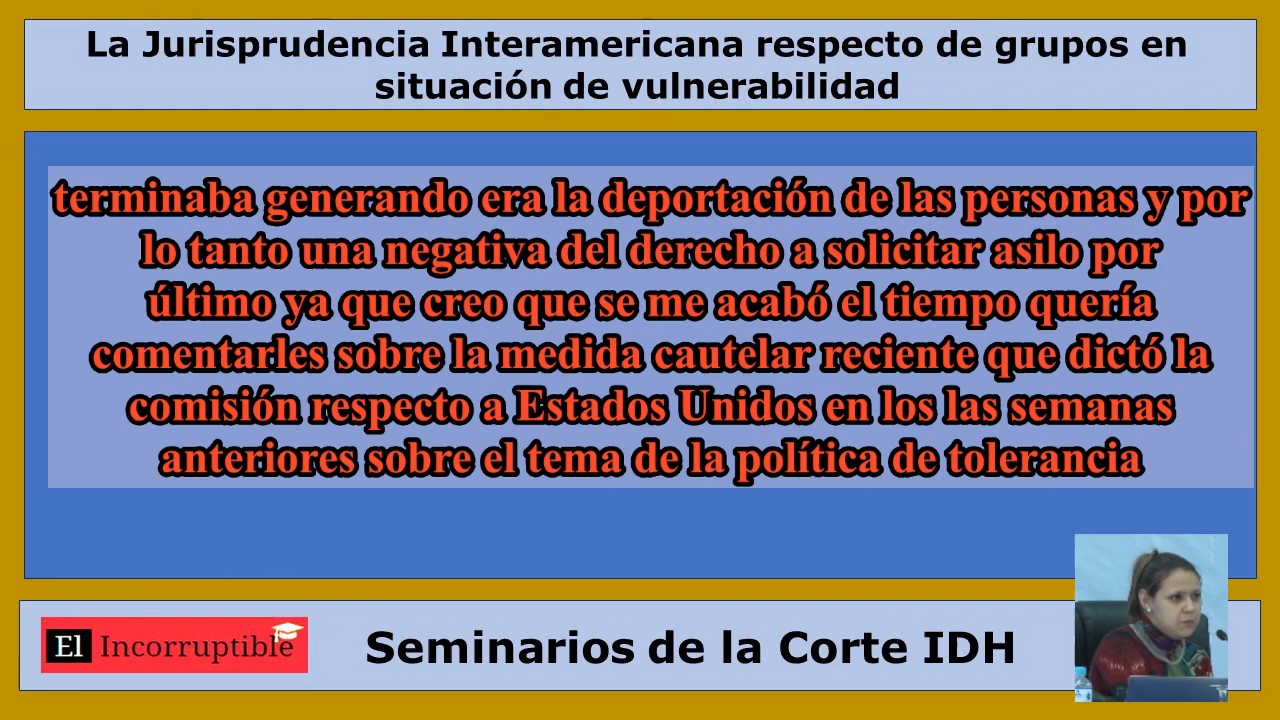 La Jurisprudencia Interamericana respecto de grupos en
situación de vulnerabilidad
terminaba generando era la deportación de las personas y por
lo tanto una negativa del derecho a solicitar asilo por
último ya que creo que se me acabó el tiempo quería
comentarles sobre la medida cautelar reciente que dictó la
comisión respecto a Estados Unidos en los las semanas
anteriores sobre el tema de la política de tolerancia
El Incorruptible
Seminarios de la Corte IDH